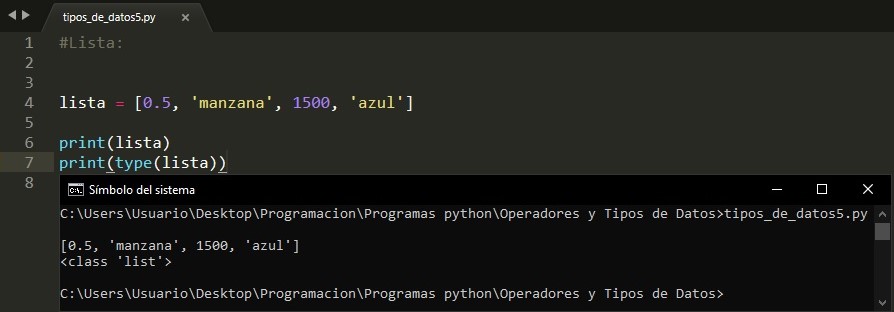 tipos_de_datos5.py ×
1 #Lista:
2
3
4 lista = [0.5, 'manzana', 1500, 'azul']
5
6 print(lista)
7 print(type(lista))
8
Símbolo del sistema
C:\Users\Usuario\Desktop\Programacion\Programas python\Operadores y Tipos de Datos>tipos_de_datos5.py
[0.5, 'manzana', 1500, 'azul']
<class 'list'>
C:\Users\Usuario\Desktop\Programacion\Programas python\Operadores y Tipos de Datos>